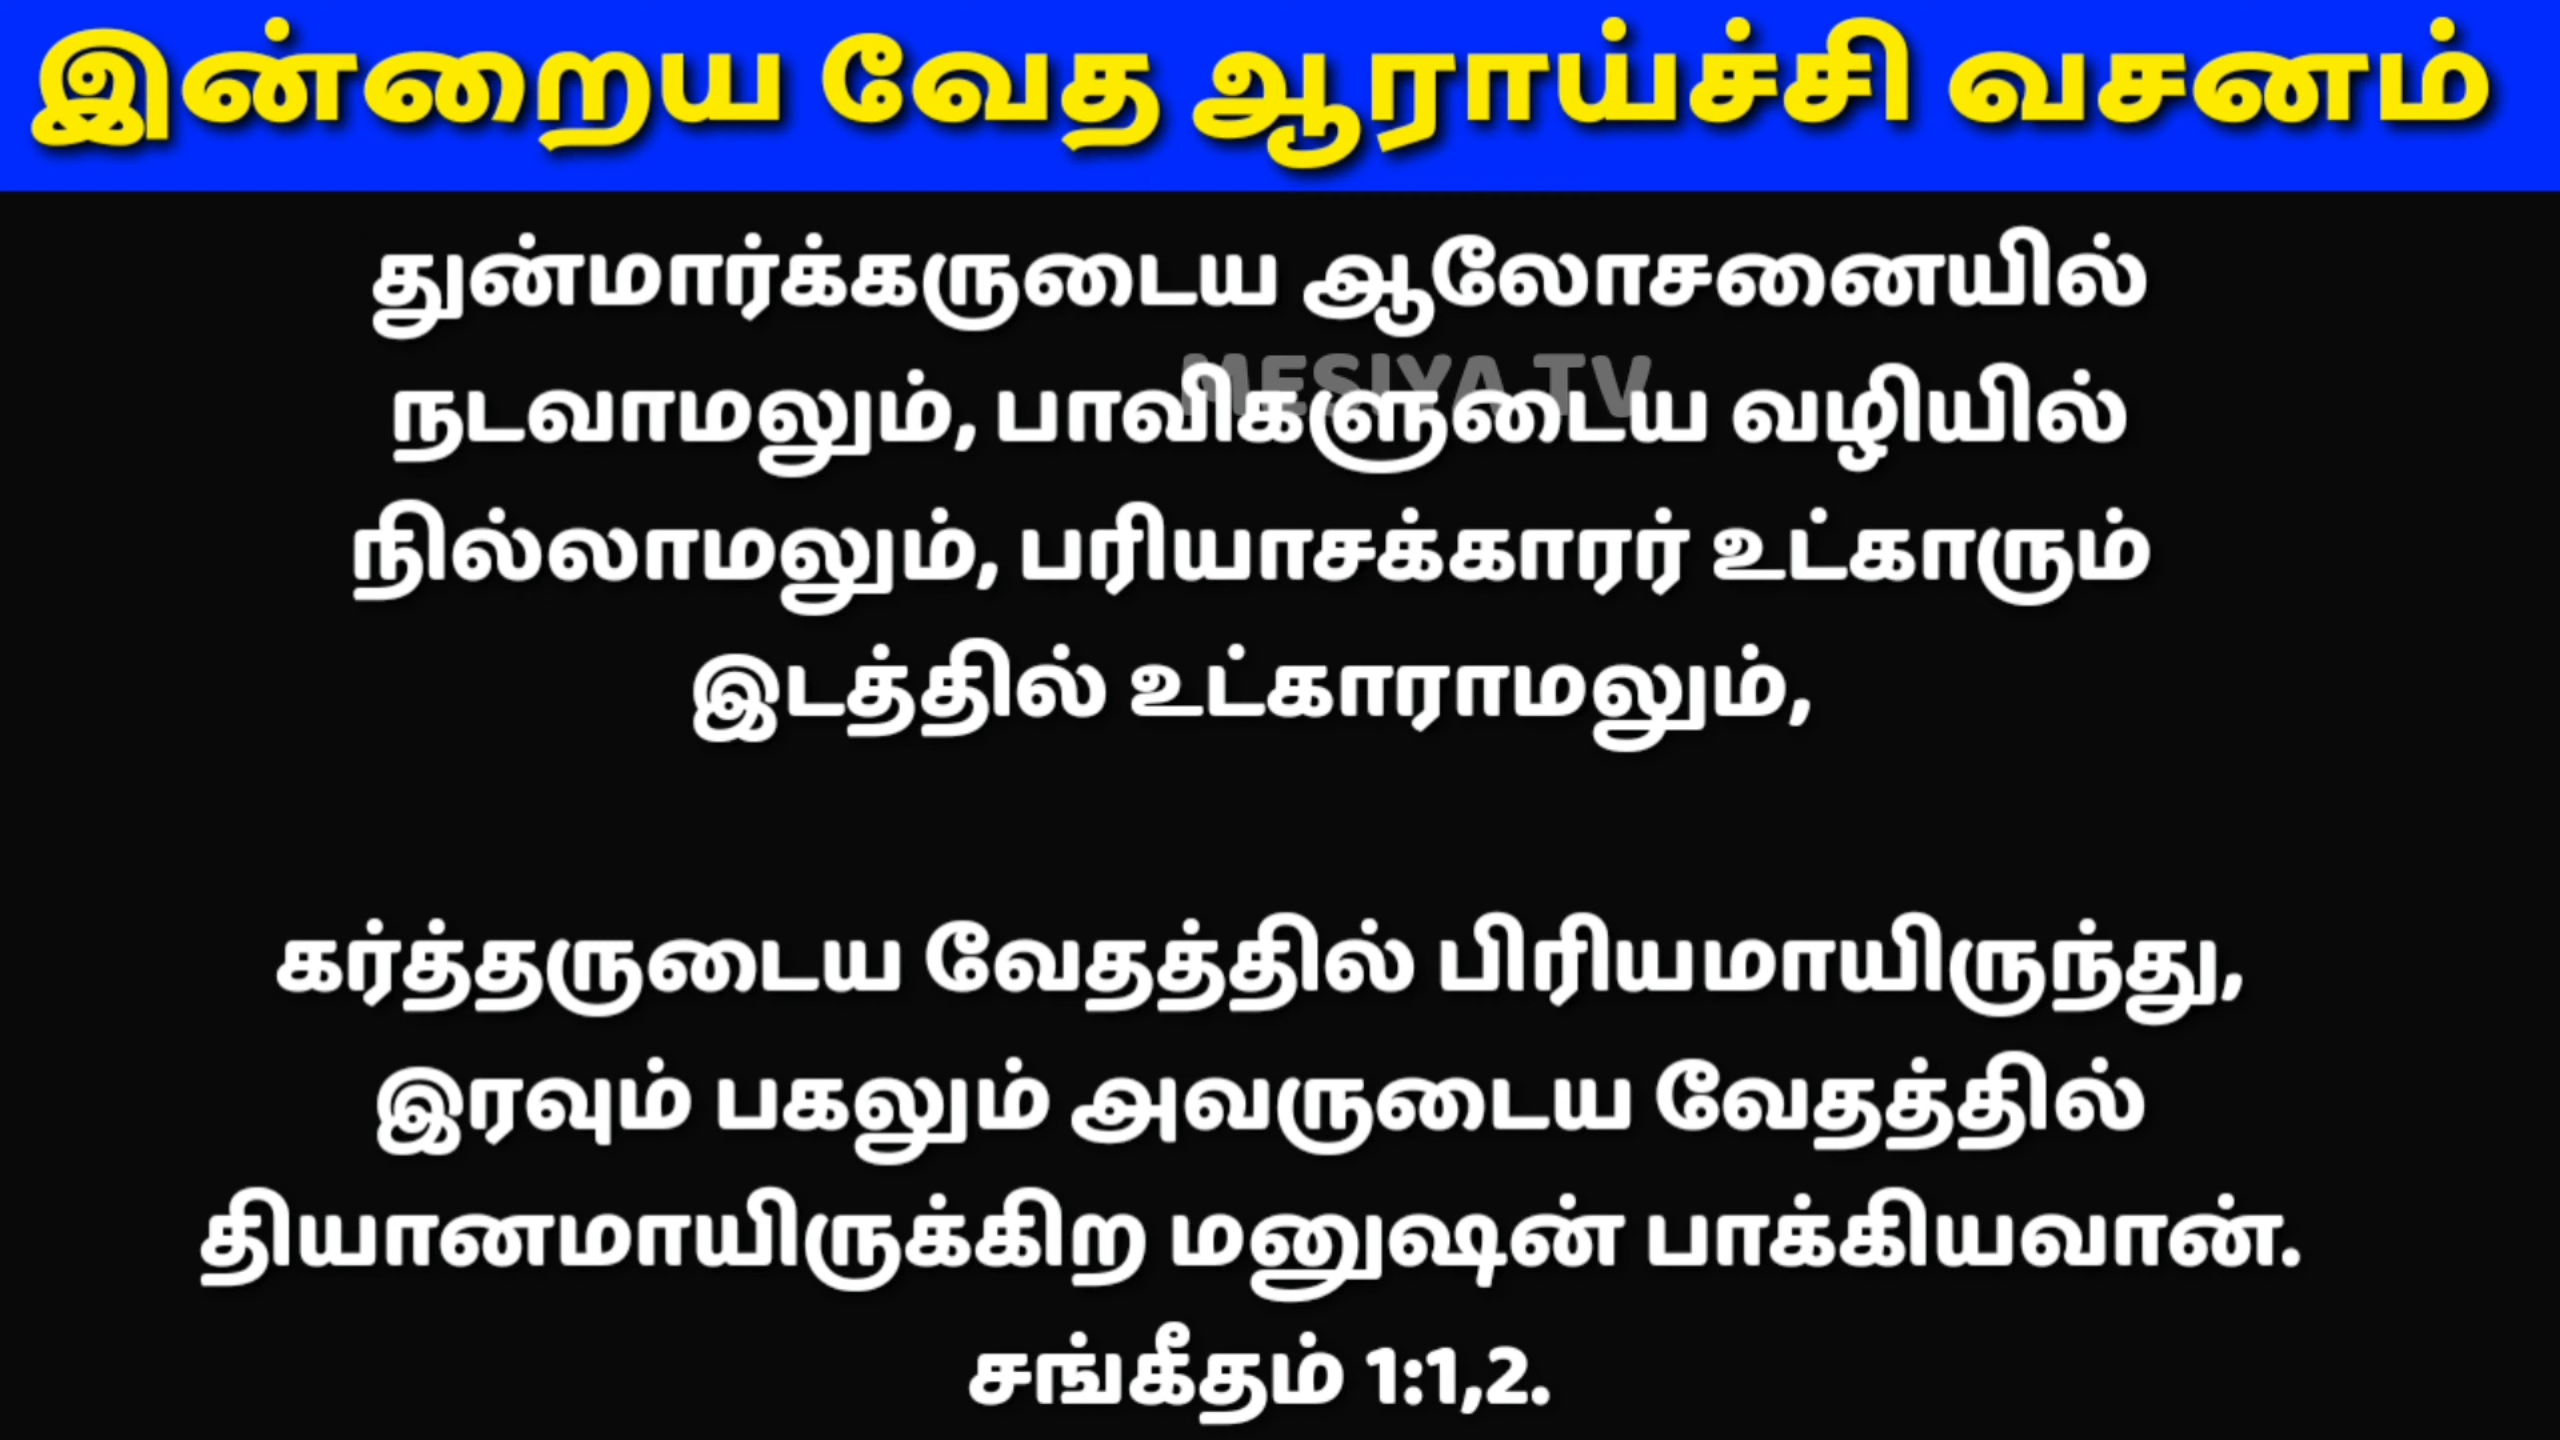 இன்றைய வேத ஆராய்ச்சி வசனம்
துன்மார்க்கருடைய ஆலோசனையில்
MESIYA TV
நடவாமலும், பாவிகளுடைய வழியில்
நில்லாமலும், பரியாசக்காரர் உட்காரும்
இடத்தில் உட்காராமலும்,
கர்த்தருடைய வேதத்தில் பிரியமாயிருந்து,
இரவும் பகலும் அவருடைய வேதத்தில்
தியானமாயிருக்கிற மனுஷன் பாக்கியவான்.
சங்கீதம் 1:1,2.